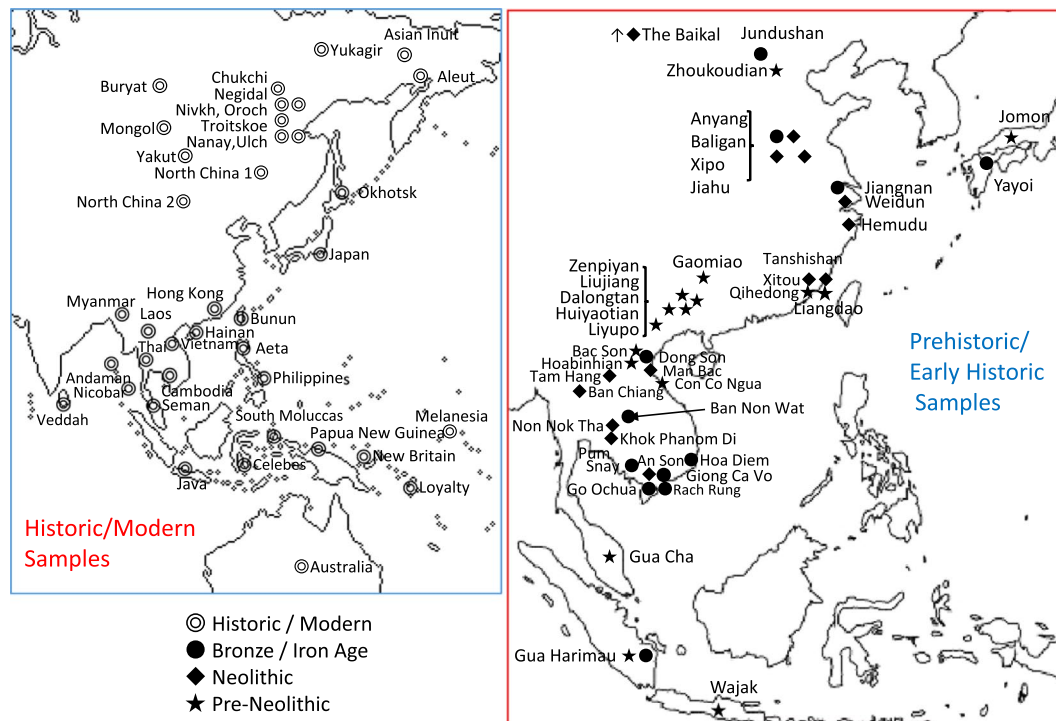 Yukagir
Asian Inuit
Aleut
Buryat
Chukchi
Negidal
Nivkh, Oroch
Troitskoe
Nanay,Ulch
Mongol
Yakut
North China 1
North China 2
Okhotsk
Japan
Hong Kong
Myanmar
Laos
Bunun
Hainan
Vietnam
Thai
Aeta
Andaman
Nicobar
Cambodia
Philippines
Seman
Veddah
South Moluccas
Melanesia
Papua New Guinea
New Britain
Celebes
Java
Loyalty
Historic/Modern
Samples
Australia
Historic / Modern
Bronze / Iron Age
Neolithic
Pre-Neolithic
↑ The Baikal
Jundushan
Zhoukoudian
Anyang
Baligan
Xipo
Jiahu
Jomon
Yayoi
Jiangnan
Weidun
Hemudu
Tanshishan
Xitou
Qihedong
Liangdao
Zenpiyan
Liujiang
Dalongtan
Huiyaotian
Liyupo
Gaomiao
Bac Son
Hoabinhian
Dong Son
Man Bac
Tam Hang
Con Co Ngua
Ban Chiang
Ban Non Wat
Non Nok Tha
Khok Phanom Di
Pum
Snay
An Son
Hoa Diem
Giong Ca Vo
Go Ochua
Rach Rung
Prehistoric/
Early Historic
Samples
Gua Cha
Gua Harimau
Wajak